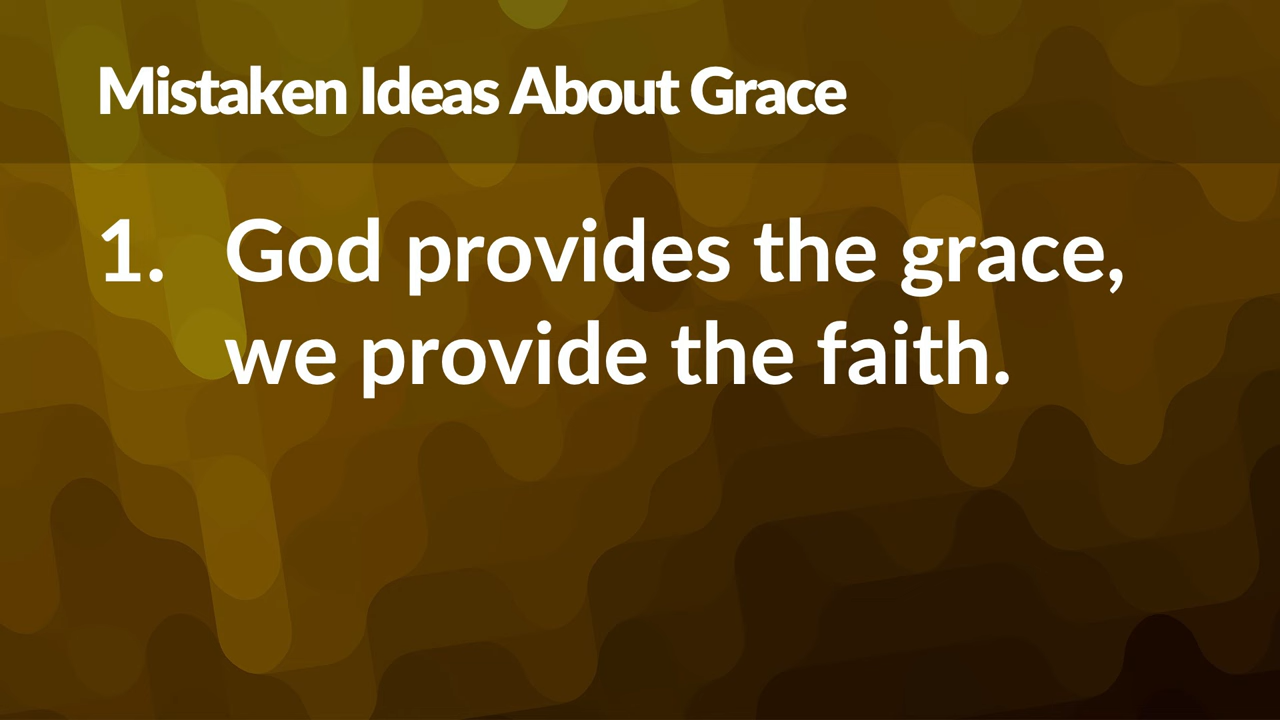 Mistaken Ideas About Grace
1. God provides the grace,
we provide the faith.